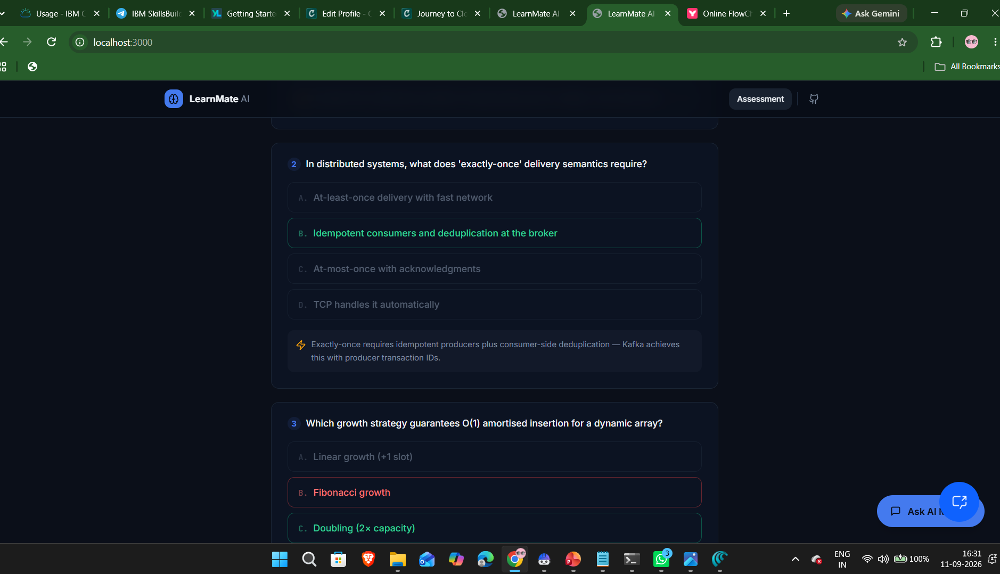 Usage - IBM C
IBM SkillsBuild
Getting Starte
Edit Profile - C
Journey to Clo
LearnMate AI
LearnMate AI
Online FlowCh
Ask Gemini
localhost:3000
All Bookmarks
LearnMate AI
Assessment
2 In distributed systems, what does 'exactly-once' delivery semantics require?
A. At-least-once delivery with fast network
B. Idempotent consumers and deduplication at the broker
C. At-most-once with acknowledgments
D. TCP handles it automatically
Exactly-once requires idempotent producers plus consumer-side deduplication — Kafka achieves
this with producer transaction IDs.
3 Which growth strategy guarantees O(1) amortised insertion for a dynamic array?
A. Linear growth (+1 slot)
B. Fibonacci growth
C. Doubling (2× capacity)
Ask AI
3
ENG
IN
100%
16:31
11-09-2026